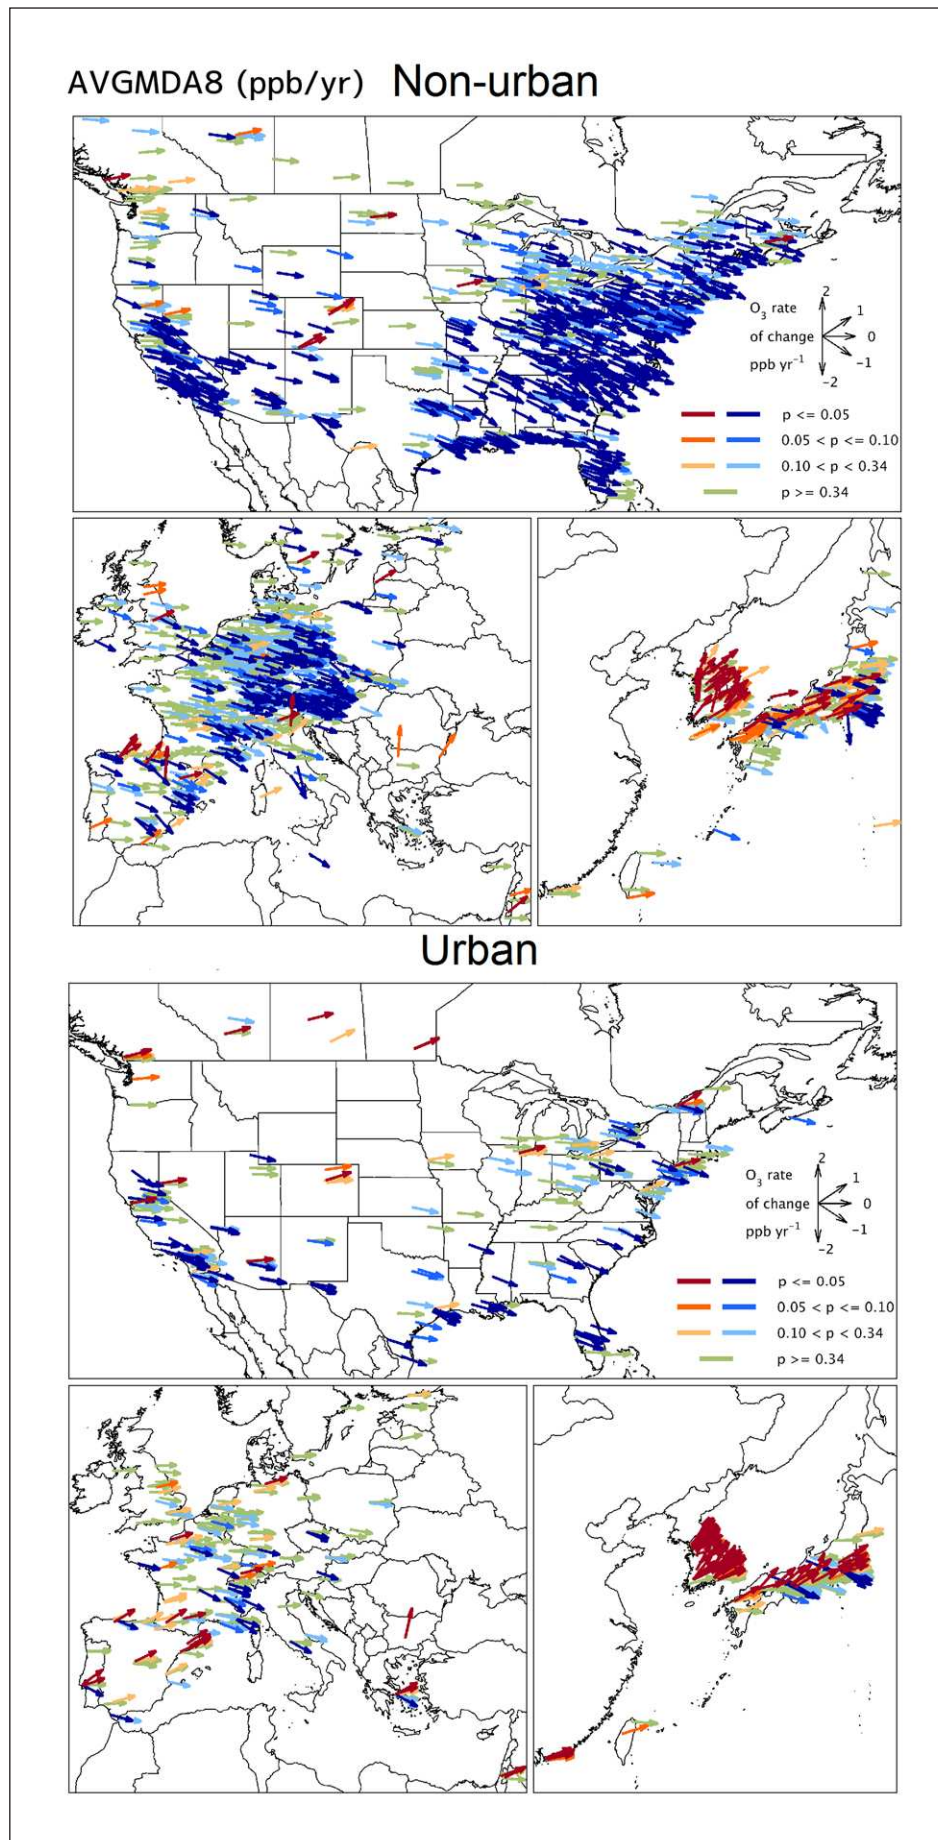 AVGMDA8 (ppb/yr) Non-urban
O3 rate
of change
ppb yr⁻¹
2
1
0
−1
−2
p <= 0.05
0.05 < p <= 0.10
0.10 < p < 0.34
p >= 0.34
Urban
O3 rate
of change
ppb yr⁻¹
2
1
0
−1
−2
p <= 0.05
0.05 < p <= 0.10
0.10 < p < 0.34
p >= 0.34